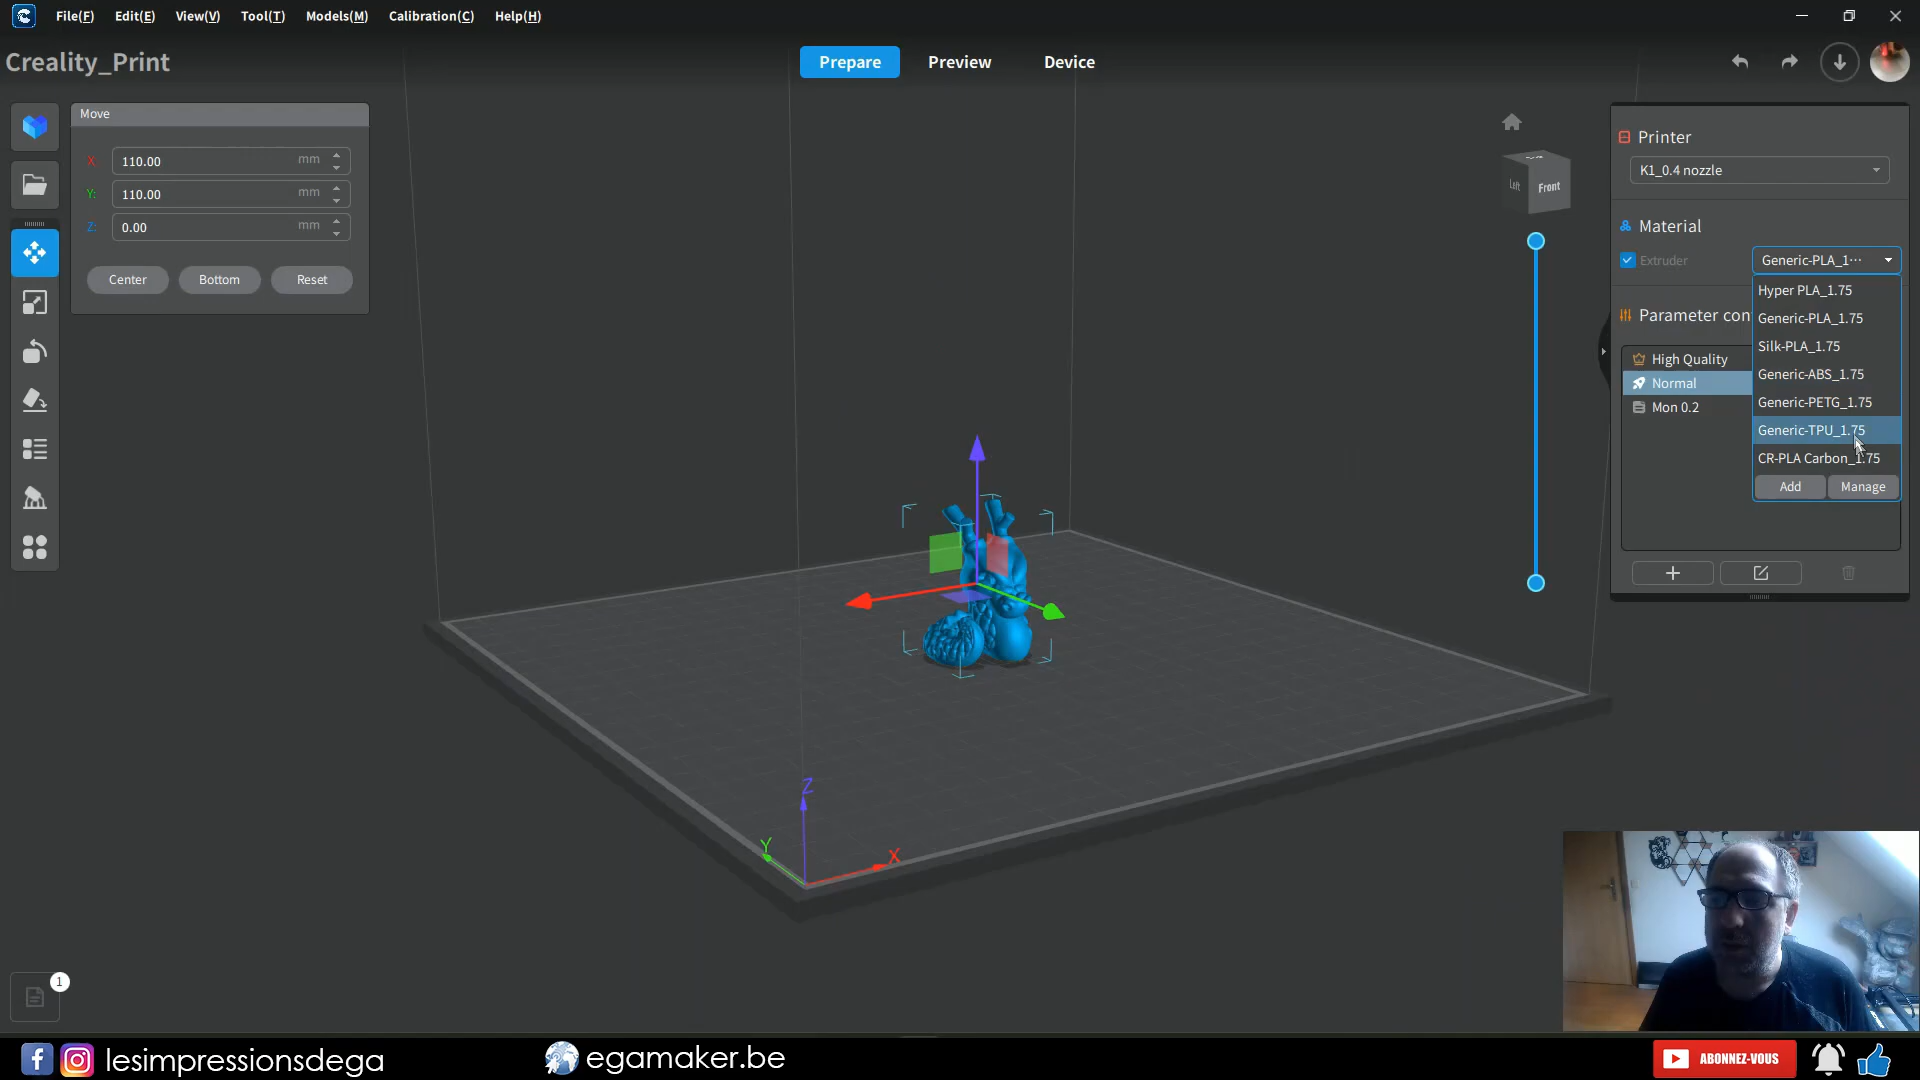 File(F) Edit(E) View(V) Tool(T) Models(M) Calibration(C) Help(H)
Creality_Print
Prepare Preview Device
Move
X: 110.00 mm
Y: 110.00 mm
Z: 0.00 mm
Center Bottom Reset
Left Front
Printer
K1_0.4 nozzle
Material
Extruder Generic-PLA_1···
Hyper PLA_1.75
Generic-PLA_1.75
Silk-PLA_1.75
Generic-ABS_1.75
Generic-PETG_1.75
Generic-TPU_1.75
CR-PLA Carbon_1.75
Add Manage
Parameter con
High Quality
Normal
Mon 0.2
Z
Y
X
1
lesimpressionsdega egamaker.be ABONNEZ-VOUS